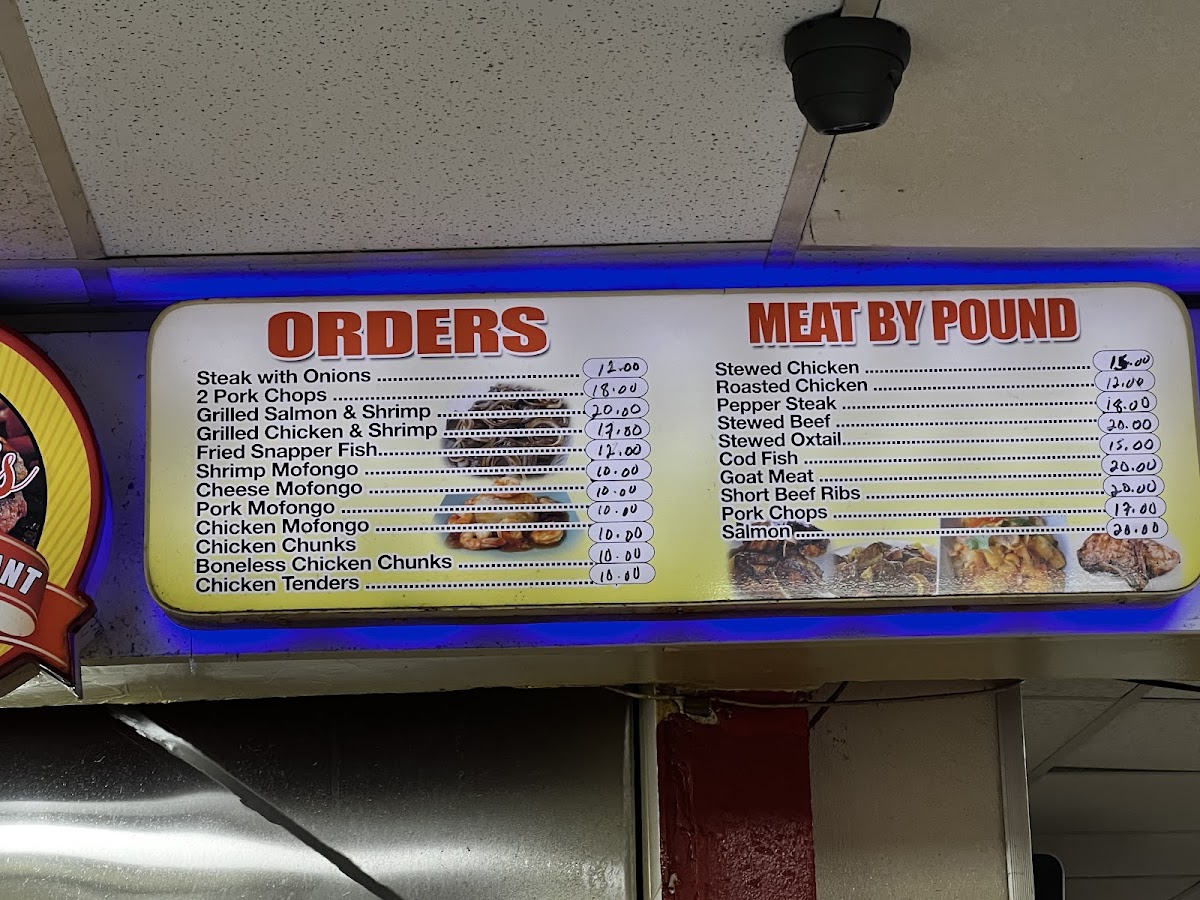 ORDERS
Steak with Onions 12.00
2 Pork Chops 18.00
Grilled Salmon & Shrimp 20.00
Grilled Chicken & Shrimp 17.00
Fried Snapper Fish 12.00
Shrimp Mofongo 10.00
Cheese Mofongo 10.00
Pork Mofongo 10.00
Chicken Mofongo 10.00
Chicken Chunks
Boneless Chicken Chunks 10.00
Chicken Tenders 10.00
MEAT BY POUND
Stewed Chicken 15.00
Roasted Chicken 12.00
Pepper Steak 18.00
Stewed Beef 20.00
Stewed Oxtail 15.00
Cod Fish 20.00
Goat Meat
Short Beef Ribs 20.00
Pork Chops 17.00
Salmon 20.00
s
ANT